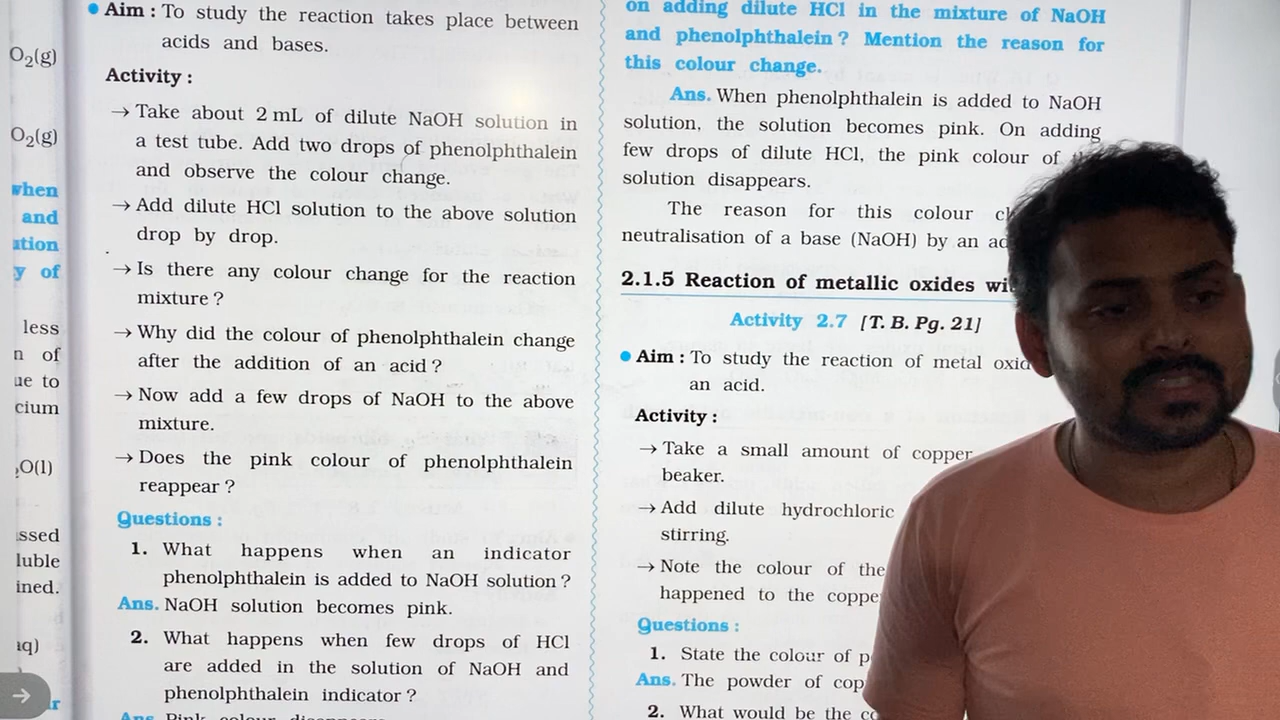 O₂(g)
O₂(g)
when
and
y of
less
n of
ue to
cium
O(l)
ssed
luble
ined.
• Aim : To study the reaction takes place between
acids and bases.
Activity :
→ Take about 2 mL of dilute NaOH solution in
a test tube. Add two drops of phenolphthalein
and observe the colour change.
→ Add dilute HCl solution to the above solution
drop by drop.
→ Is there any colour change for the reaction
mixture ?
→ Why did the colour of phenolphthalein change
after the addition of an acid ?
→ Now add a few drops of NaOH to the above
mixture.
→ Does the pink colour of phenolphthalein
reappear ?
Questions :
1. What happens when an indicator
phenolphthalein is added to NaOH solution ?
Ans. NaOH solution becomes pink.
2. What happens when few drops of HCl
are added in the solution of NaOH and
phenolphthalein indicator ?
Ans. Pink colour
on adding dilute HCl in the mixture of NaOH
and phenolphthalein ? Mention the reason for
this colour change.
Ans. When phenolphthalein is added to NaOH
solution, the solution becomes pink. On adding
few drops of dilute HCl, the pink colour of
solution disappears.
The reason for this colour
neutralisation of a base (NaOH) by an
2.1.5 Reaction of metallic oxides
Activity 2.7 [T. B. Pg. 21]
• Aim : To study the reaction of metal
an acid.
Activity :
→ Take a small amount of copper
beaker.
→ Add dilute hydrochloric
stirring.
→ Note the colour of the
happened to the
Questions :
1. State the colour of
Ans. The powder of
2. What would be the